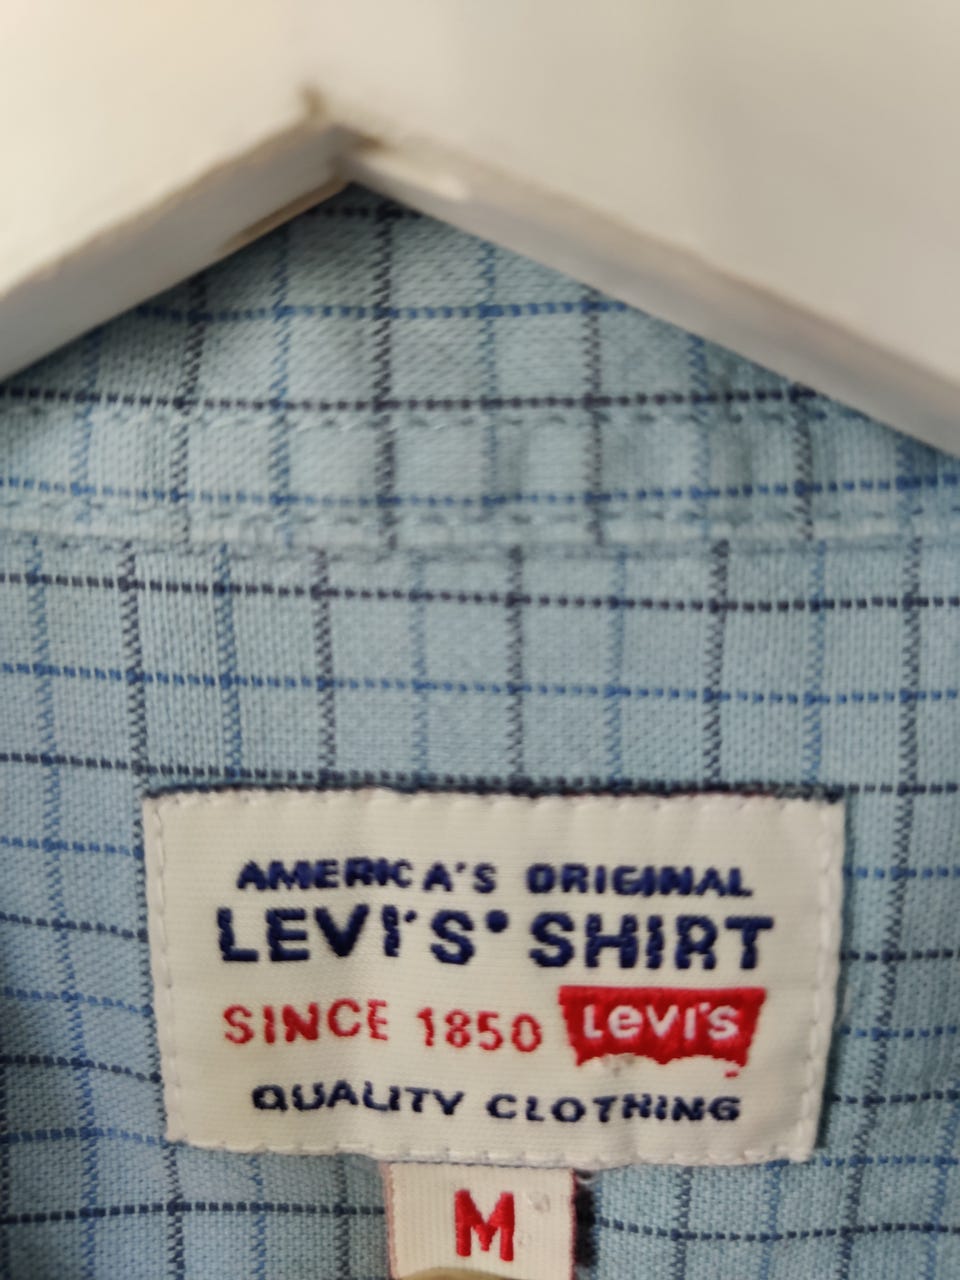 AMERICA'S ORIGINAL
LEVI'S® SHIRT
SINCE 1850 Levi's
QUALITY CLOTHING
M